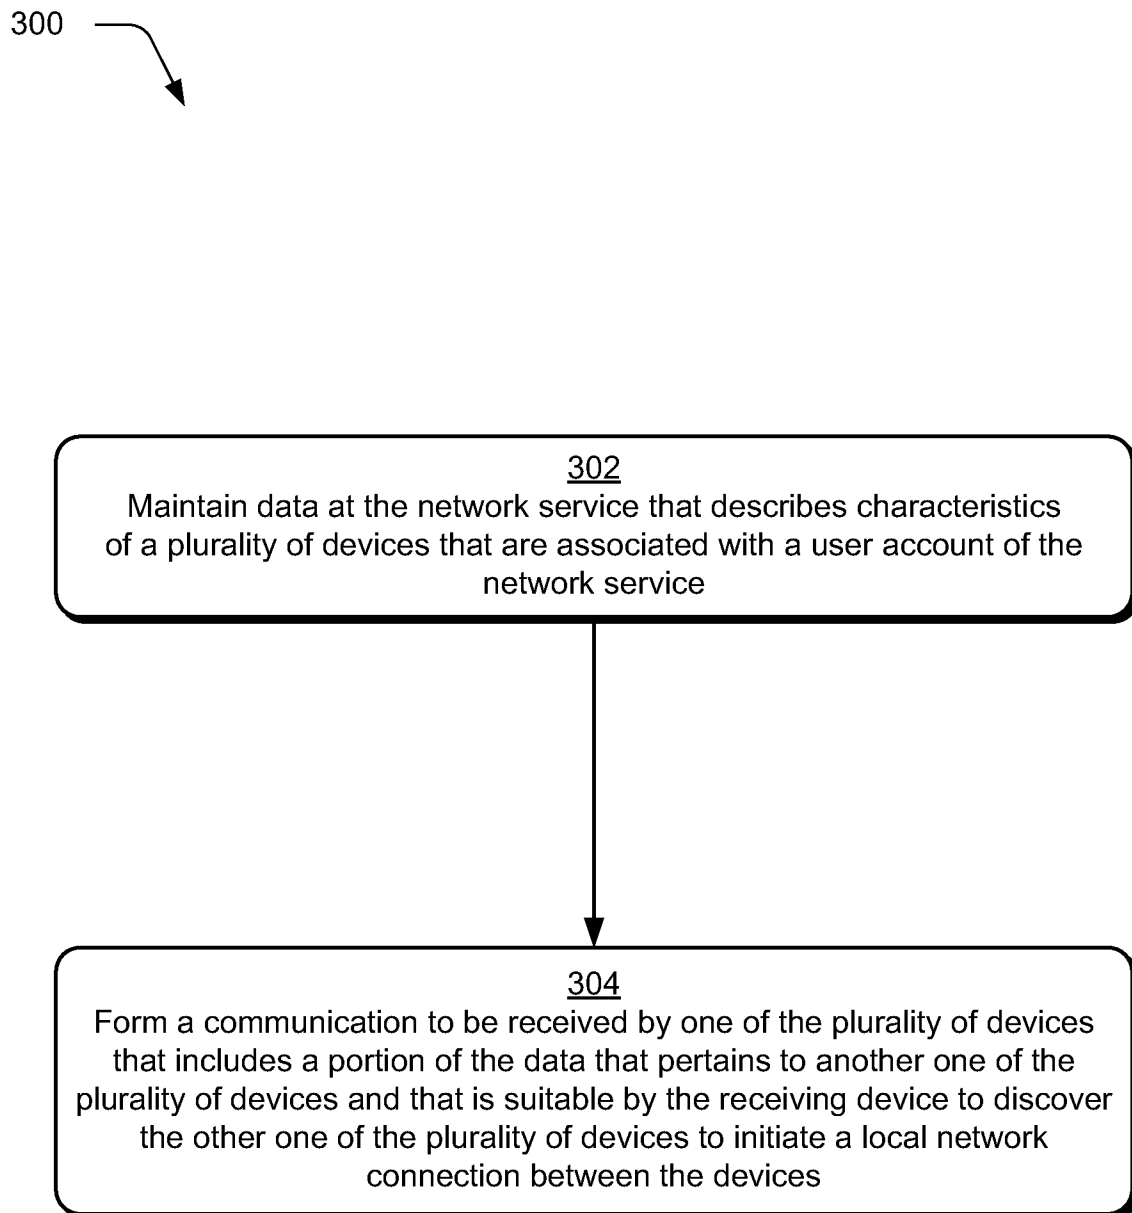 300
302
Maintain data at the network service that describes characteristics
of a plurality of devices that are associated with a user account of the
network service
304
Form a communication to be received by one of the plurality of devices
that includes a portion of the data that pertains to another one of the
plurality of devices and that is suitable by the receiving device to discover
the other one of the plurality of devices to initiate a local network
connection between the devices